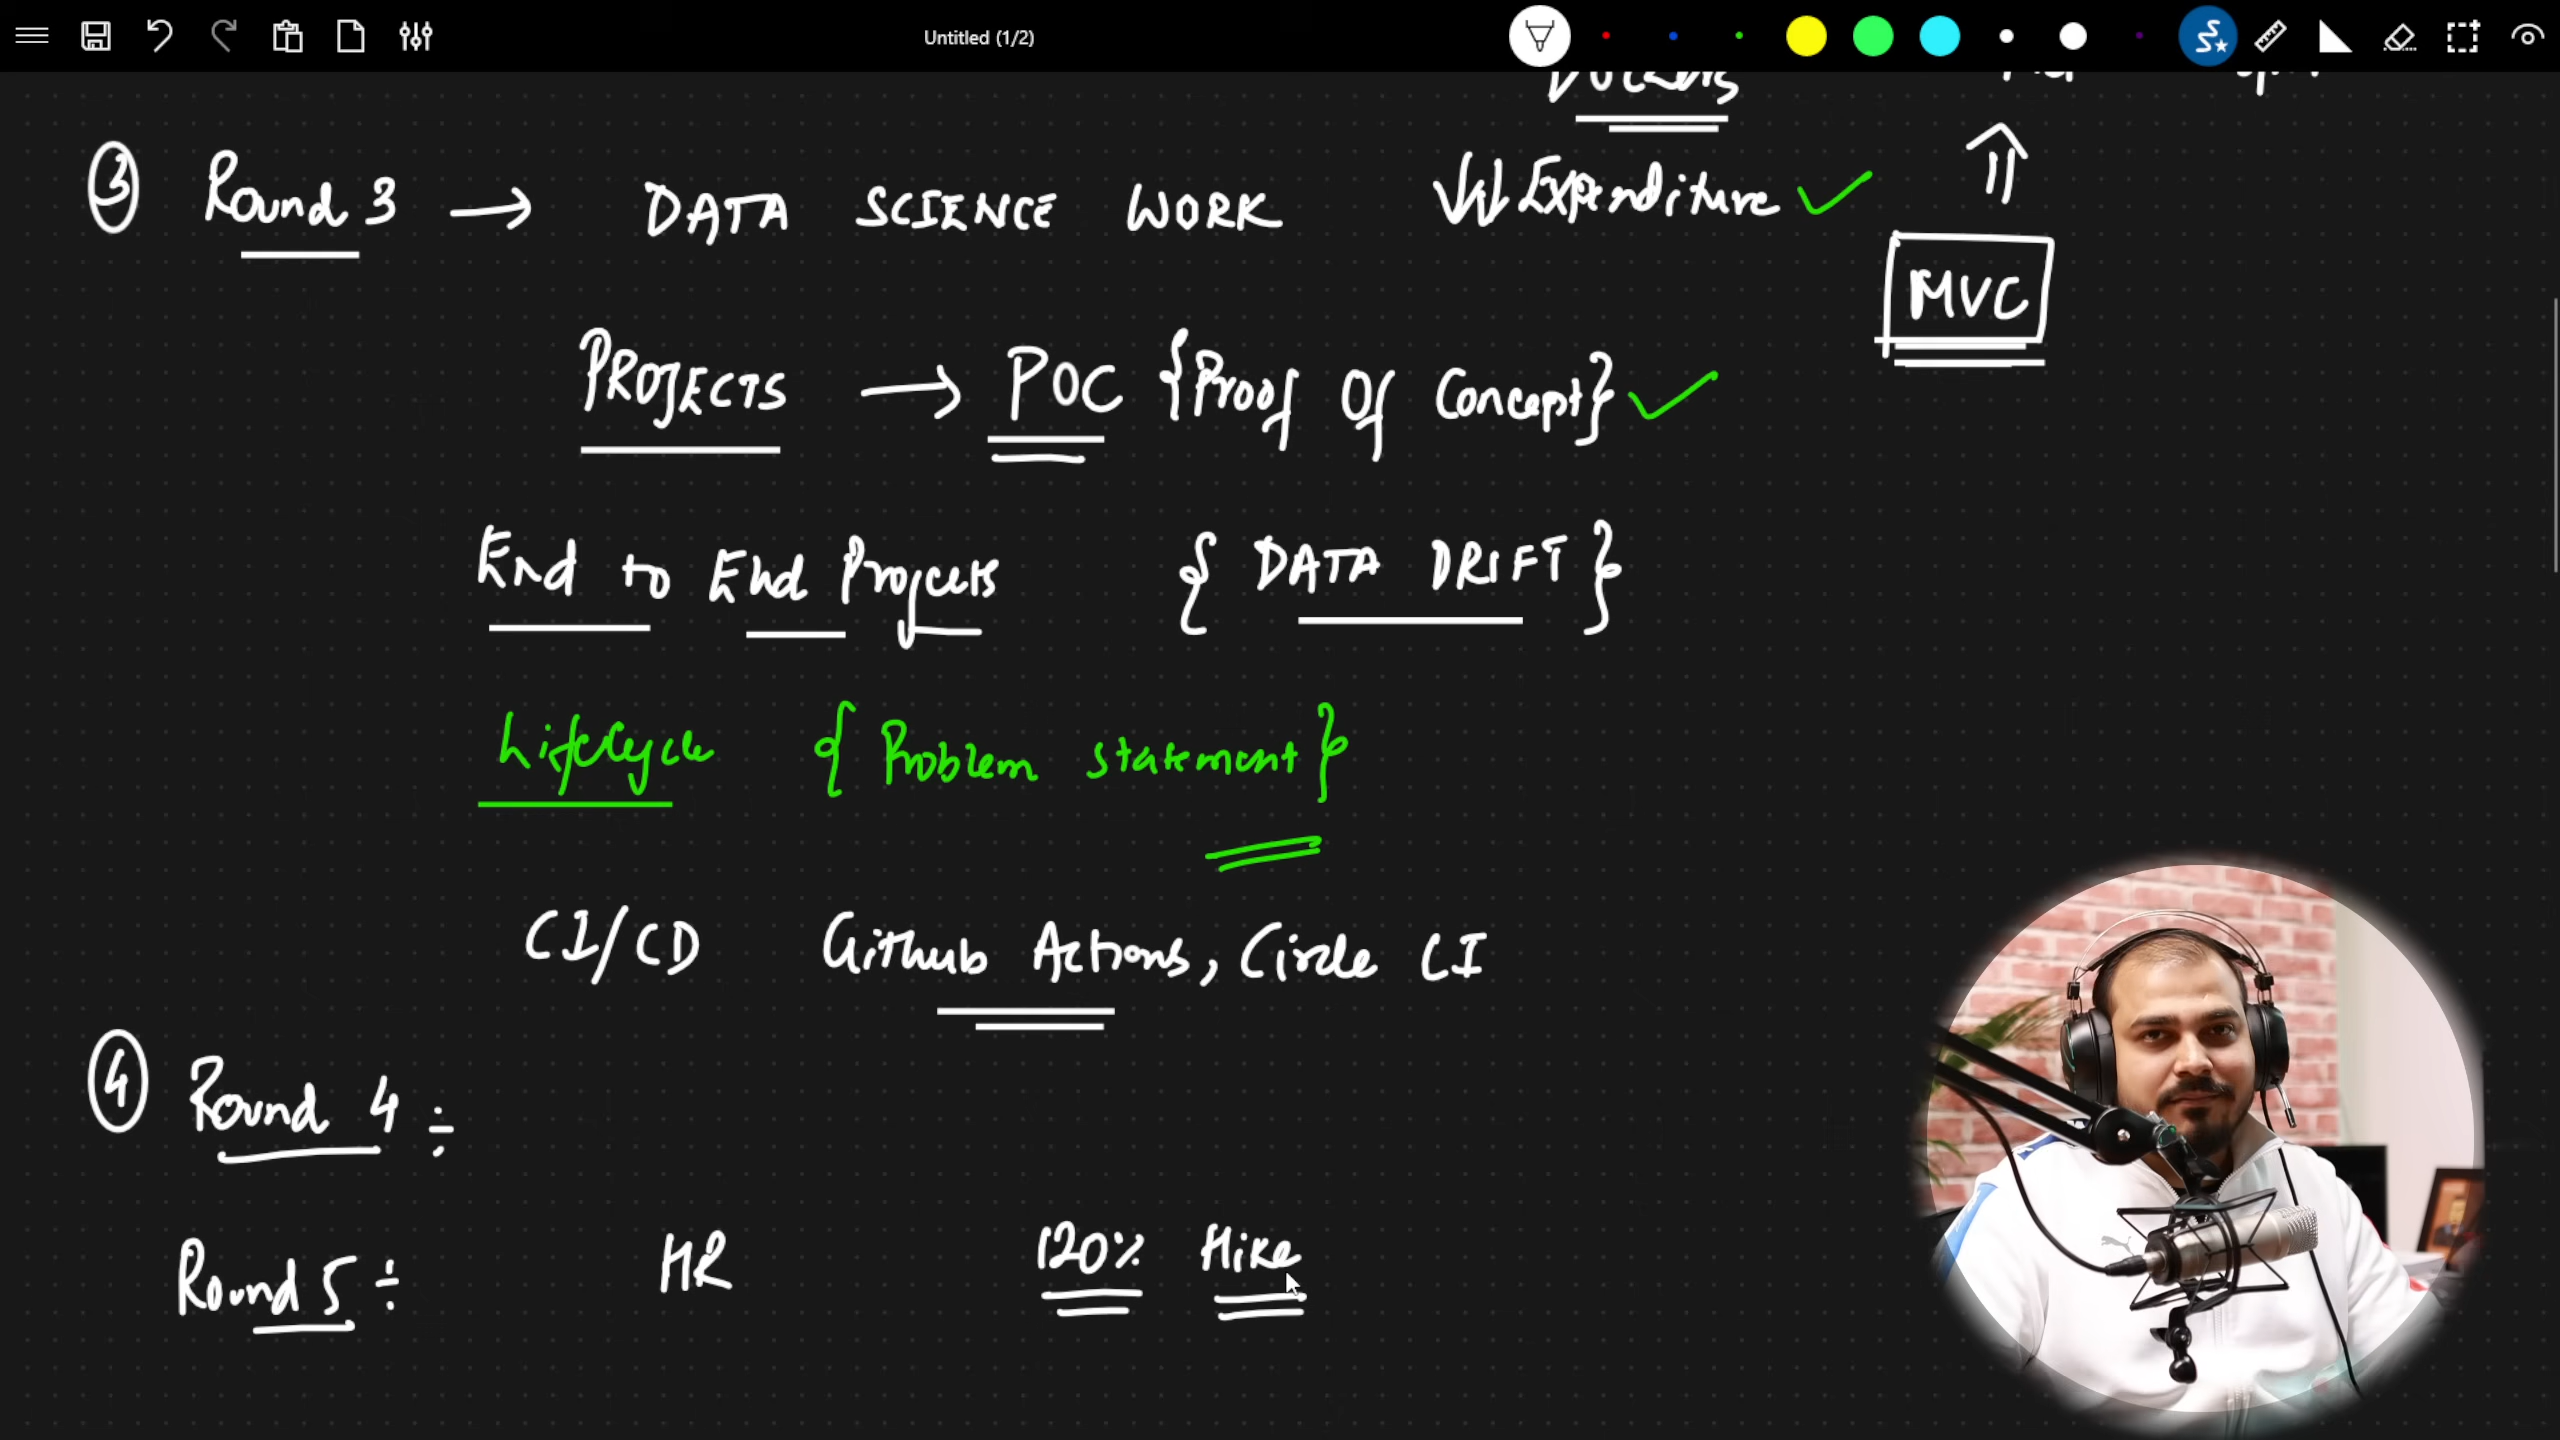 Untitled (1/2)
3 Round 3 → DATA SCIENCE WORK Expenditure ✓
MVC
PROJECTS → POC {Proof Of Concept} ✓
End to End Projects { DATA DRIFT }
Lifecycle { Problem statement }
CI/CD Github Actions, Circle CI
4 Round 4 ÷
Round 5 ÷ HR 120% Hike